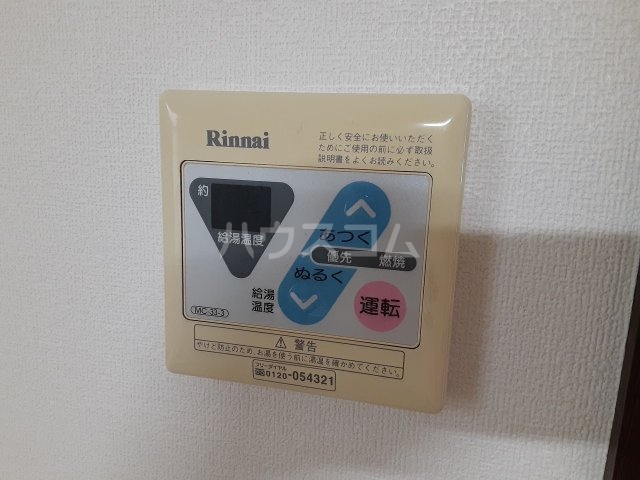 Rinnai
正しく安全にお使いいただく
ためにご使用の前に必ず取扱
説明書をよくお読みください。
約
給湯温度
あつく
優先 燃焼
ぬるく
給湯
温度
運転
MC-33-3
⚠ 警告
やけど防止のため、お湯を使う前に湯温を確かめてください。
フリーダイヤル
0120-054321
ハウスコム